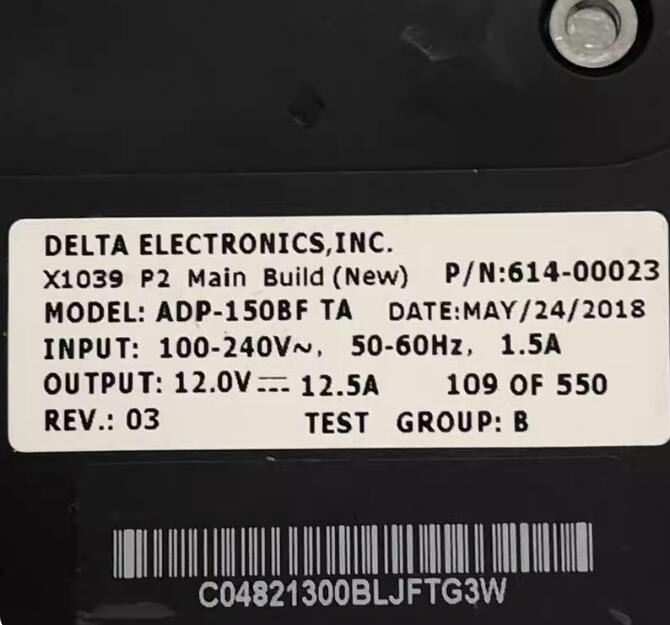 DELTA ELECTRONICS,INC.
X1039 P2 Main Build (New) P/N:614-00023
MODEL: ADP-150BF TA DATE:MAY/24/2018
INPUT: 100-240V~, 50-60Hz, 1.5A
OUTPUT: 12.0V⎓ 12.5A 109 OF 550
REV.: 03 TEST GROUP: B
C04821300BLJFTG3W